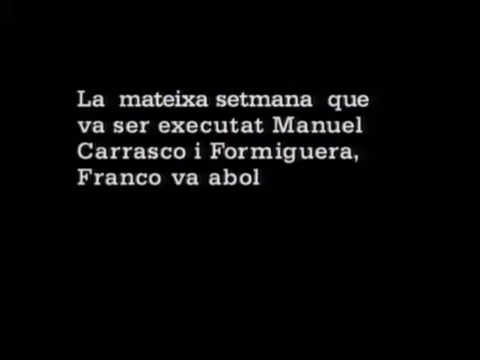 La mateixa setmana que
va ser executat Manuel
Carrasco i Formiguera,
Franco va abol